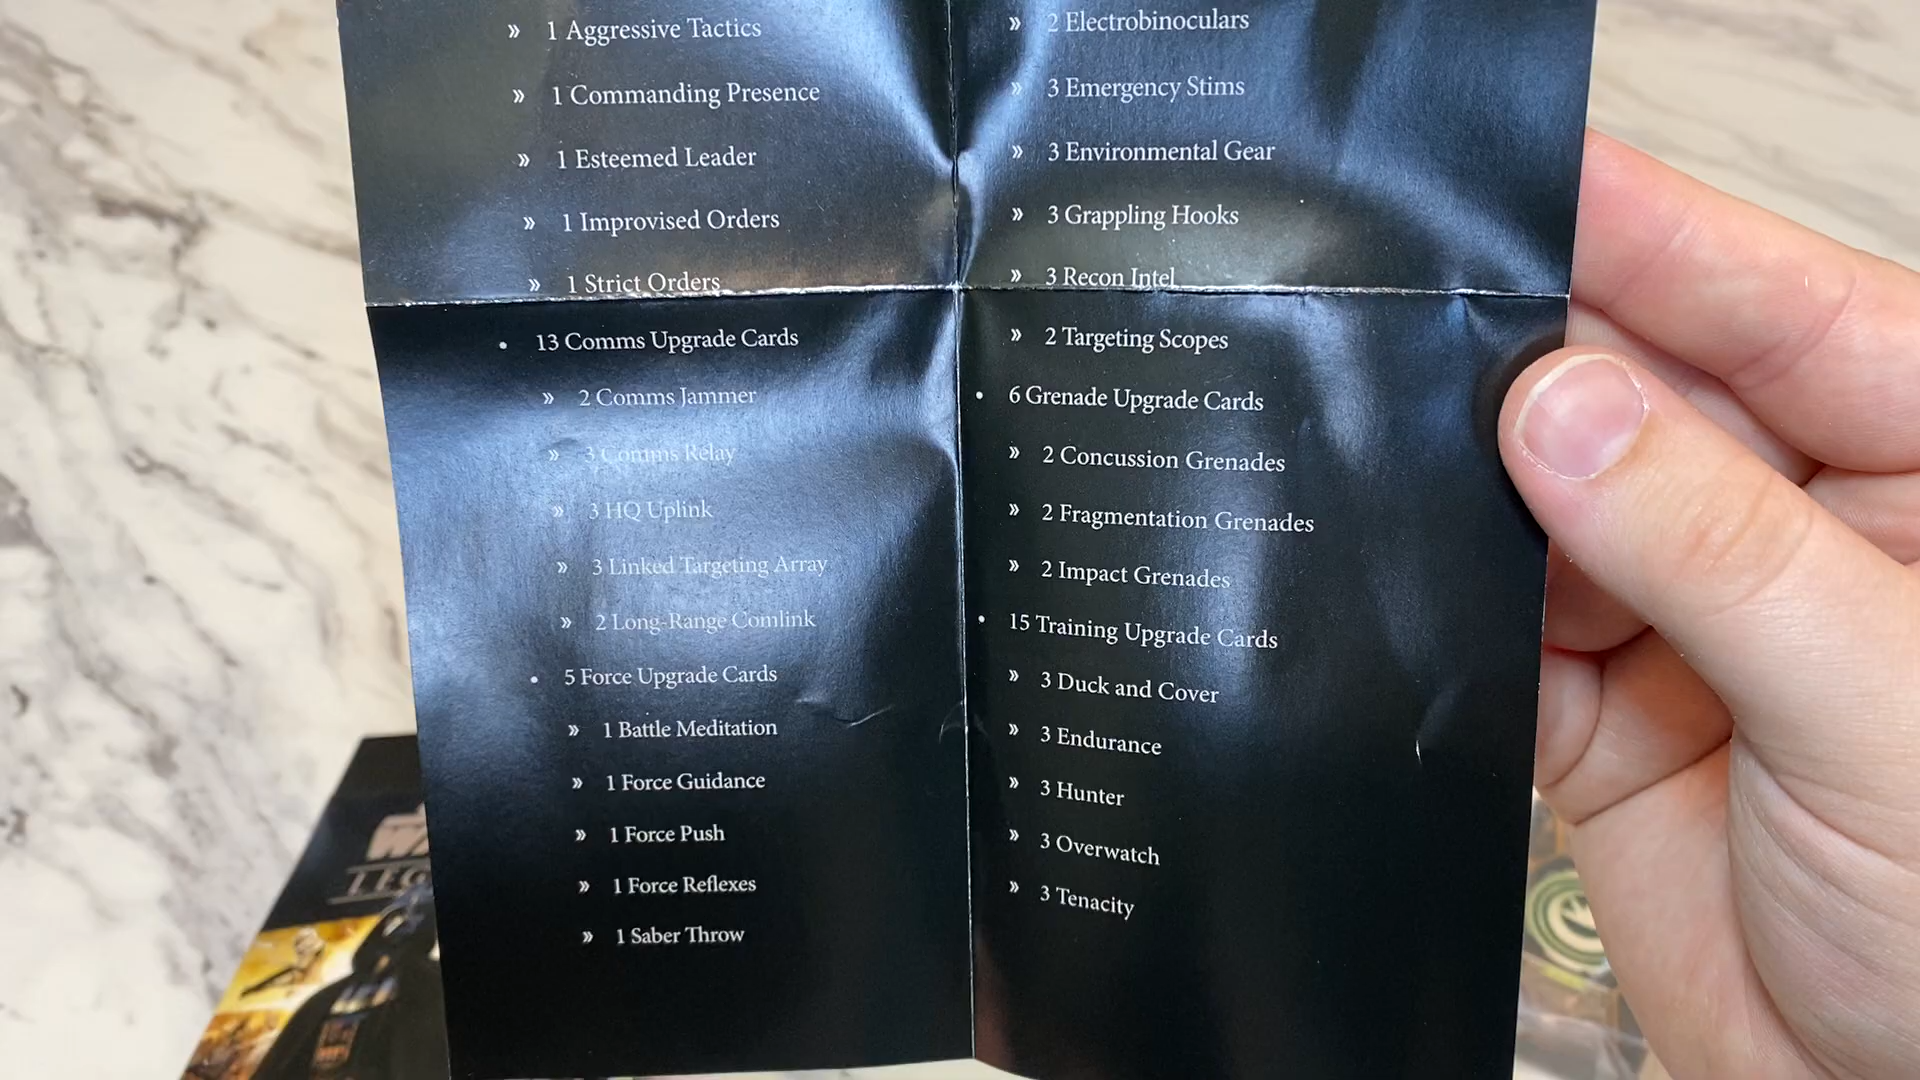 » 1 Aggressive Tactics
» 1 Commanding Presence
» 1 Esteemed Leader
» 1 Improvised Orders
» 1 Strict Orders
• 13 Comms Upgrade Cards
» 2 Comms Jammer
» 3 Comms Relay
» 3 HQ Uplink
» 3 Linked Targeting Array
» 2 Long-Range Comlink
• 5 Force Upgrade Cards
» 1 Battle Meditation
» 1 Force Guidance
» 1 Force Push
» 1 Force Reflexes
» 1 Saber Throw
» 2 Electrobinoculars
» 3 Emergency Stims
» 3 Environmental Gear
» 3 Grappling Hooks
» 3 Recon Intel
» 2 Targeting Scopes
• 6 Grenade Upgrade Cards
» 2 Concussion Grenades
» 2 Fragmentation Grenades
» 2 Impact Grenades
• 15 Training Upgrade Cards
» 3 Duck and Cover
» 3 Endurance
» 3 Hunter
» 3 Overwatch
» 3 Tenacity